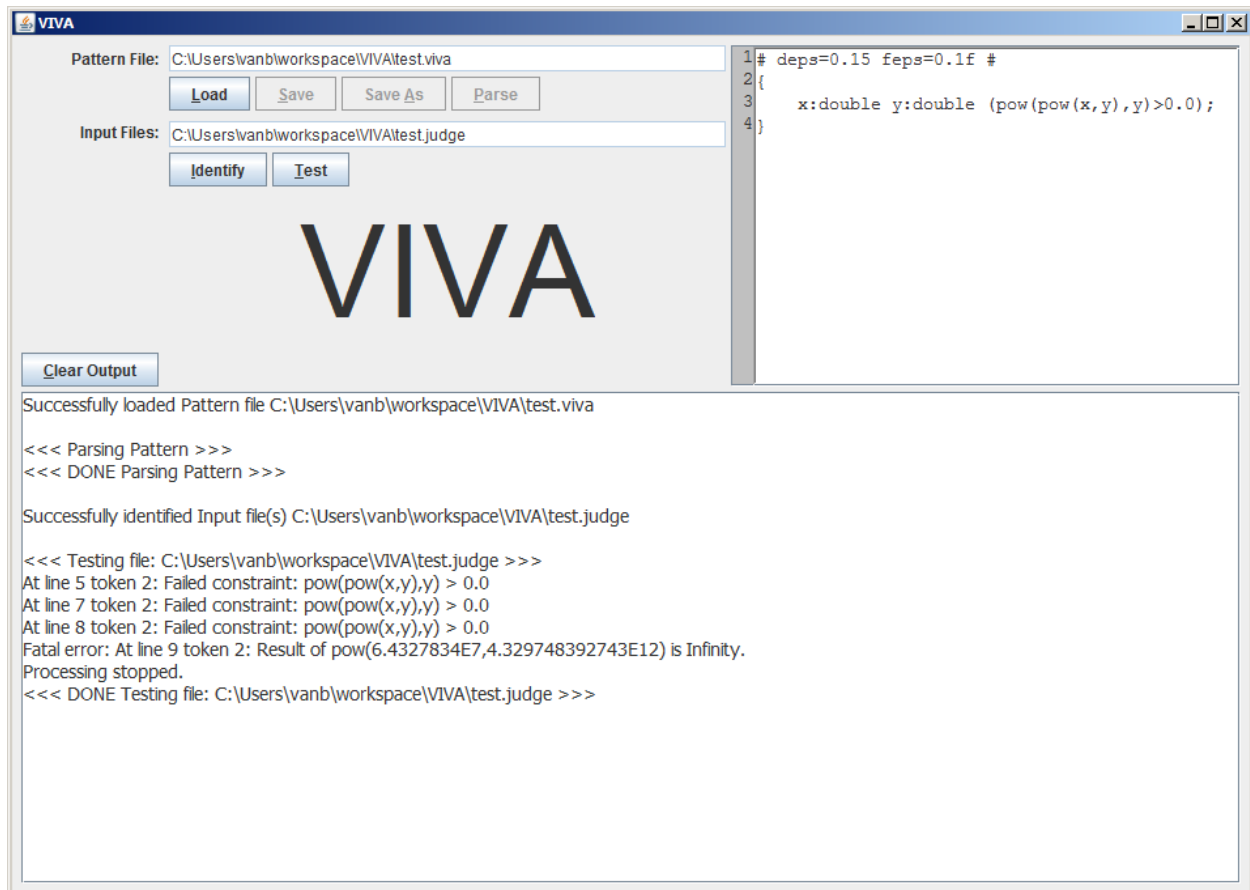 VIVA
Pattern File: C:\Users\vanb\workspace\VIVA\test.viva
Load Save Save As Parse
Input Files: C:\Users\vanb\workspace\VIVA\test.judge
Identify Test
VIVA
Clear Output
1 # deps=0.15 feps=0.1f #
2 {
3     x:double y:double (pow(pow(x,y),y)>0.0);
4 }
Successfully loaded Pattern file C:\Users\vanb\workspace\VIVA\test.viva
<<< Parsing Pattern >>>
<<< DONE Parsing Pattern >>>
Successfully identified Input file(s) C:\Users\vanb\workspace\VIVA\test.judge
<<< Testing file: C:\Users\vanb\workspace\VIVA\test.judge >>>
At line 5 token 2: Failed constraint: pow(pow(x,y),y) > 0.0
At line 7 token 2: Failed constraint: pow(pow(x,y),y) > 0.0
At line 8 token 2: Failed constraint: pow(pow(x,y),y) > 0.0
Fatal error: At line 9 token 2: Result of pow(6.4327834E7,4.329748392743E12) is Infinity.
Processing stopped.
<<< DONE Testing file: C:\Users\vanb\workspace\VIVA\test.judge >>>